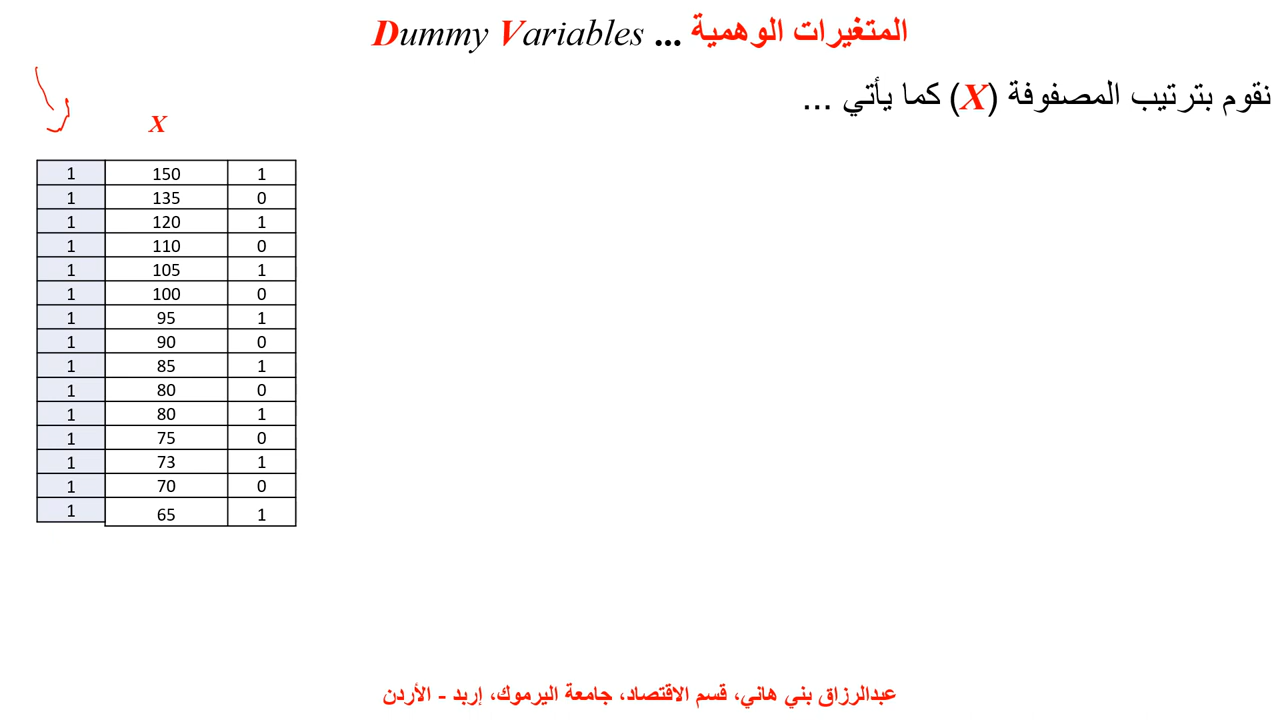 المتغيرات الوهمية ... Dummy Variables
نقوم بترتيب المصفوفة (X) كما يأتي ...
X
1 150 1
1 135 0
1 120 1
1 110 0
1 105 1
1 100 0
1 95 1
1 90 0
1 85 1
1 80 0
1 80 1
1 75 0
1 73 1
1 70 0
1 65 1
عبدالرزاق بني هاني، قسم الاقتصاد، جامعة اليرموك، إربد - الأردن